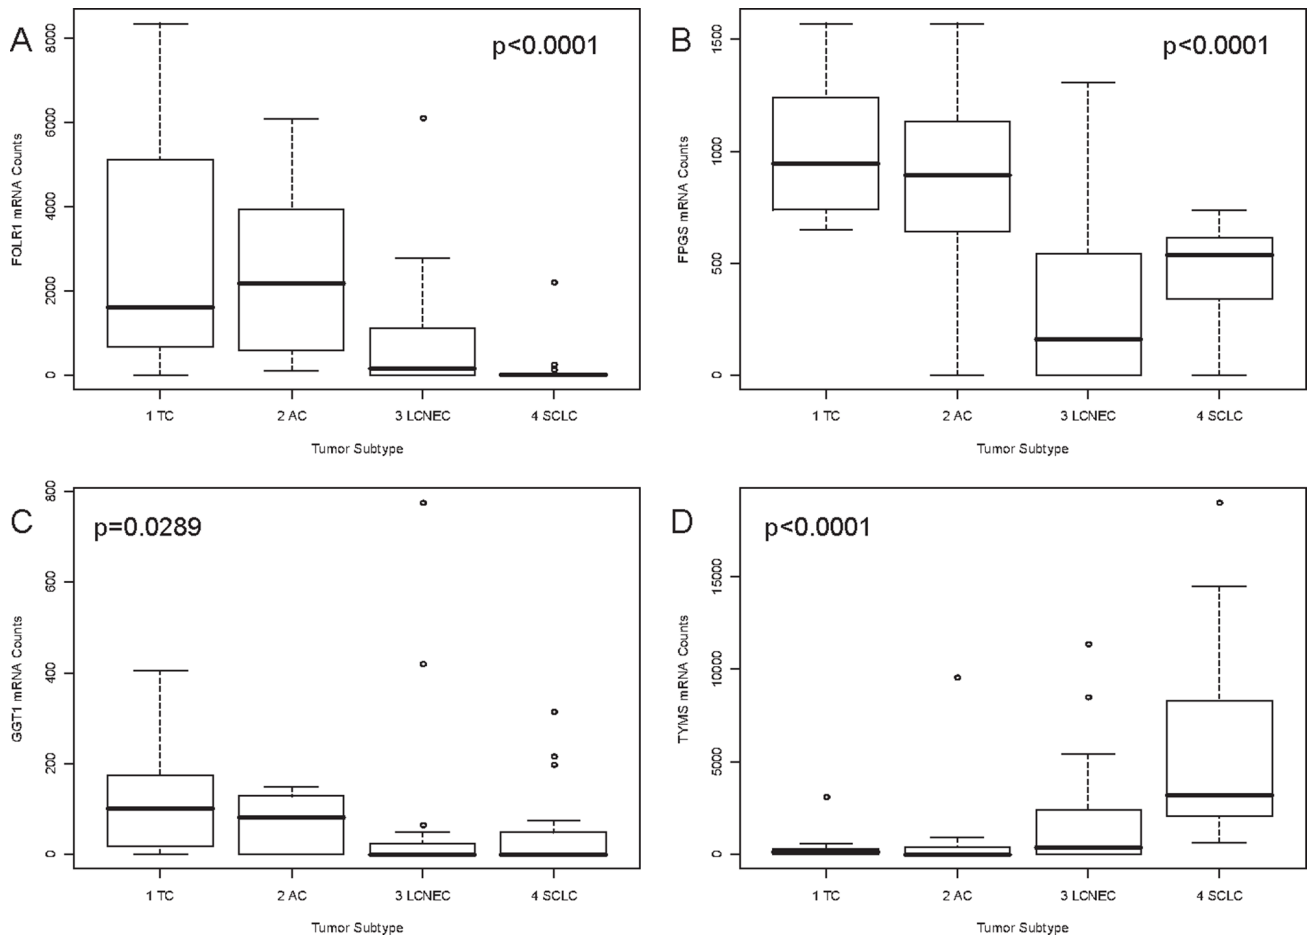 A
p<0.0001
FOLR1 mRNA Counts
8000
6000
4000
2000
0
1 TC
2 AC
3 LCNEC
4 SCLC
Tumor Subtype
B
p<0.0001
FPGS mRNA Counts
1500
1000
500
0
1 TC
2 AC
3 LCNEC
4 SCLC
Tumor Subtype
C
p=0.0289
GGT1 mRNA Counts
800
600
400
200
0
1 TC
2 AC
3 LCNEC
4 SCLC
Tumor Subtype
D
p<0.0001
TYMS mRNA Counts
15000
10000
5000
0
1 TC
2 AC
3 LCNEC
4 SCLC
Tumor Subtype